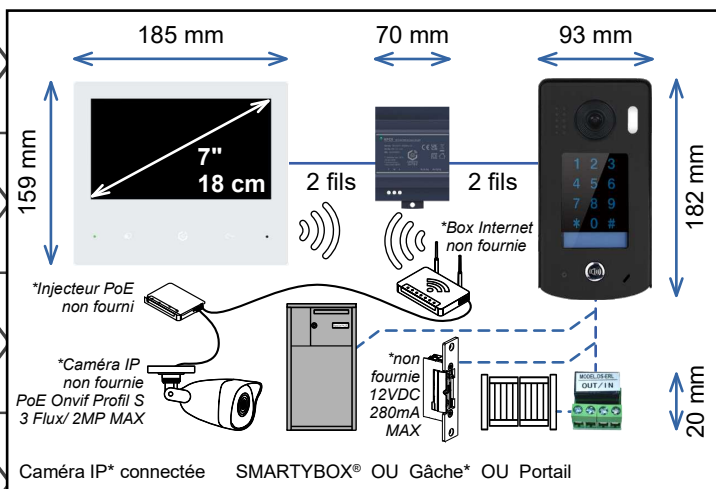 185 mm
70 mm
93 mm
159 mm
7"
18 cm
2 fils
2 fils
182 mm
1 2 3
4 5 6
7 8 9
* 0 #
*Box Internet
non fournie
*Injecteur PoE
non fourni
*Caméra IP
non fournie
PoE Onvif Profil S
3 Flux/ 2MP MAX
*non
fournie
12VDC
280mA
MAX
MODEL:DS-ERL
OUT/IN
20 mm
Caméra IP* connectée
SMARTYBOX® OU Gâche* OU Portail